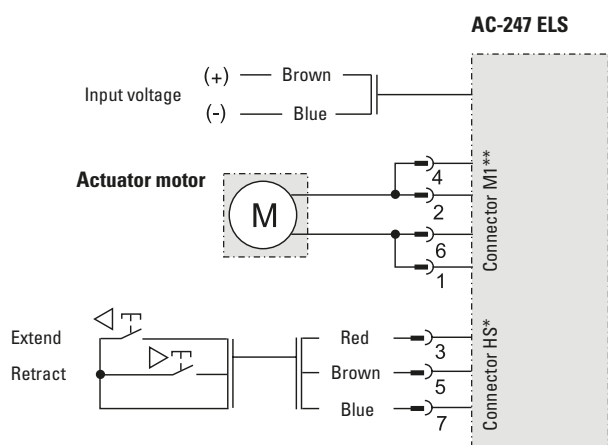 AC-247 ELS
(+) Brown
Input voltage
(-) Blue
Actuator motor
M
4
2
6
1
Connector M1**
Extend
Retract
Red
3
Brown
5
Blue
7
Connector HS*